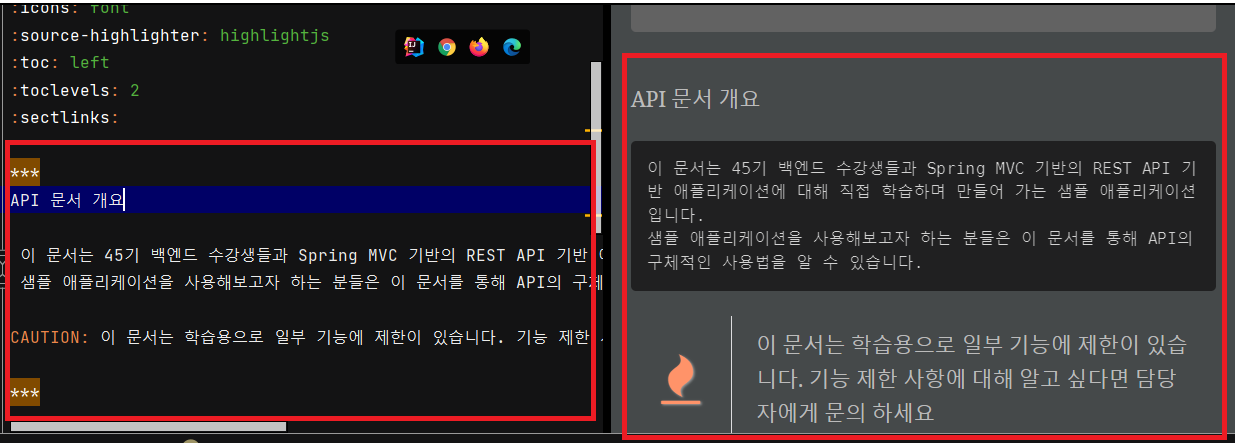 :icons: font
:source-highlighter: highlightjs
:toc: left
:toclevels: 2
:sectlinks:
***
API 문서 개요
이 문서는 45기 백엔드 수강생들과 Spring MVC 기반의 REST API 기반
샘플 애플리케이션을 사용해보고자 하는 분들은 이 문서를 통해 API의
CAUTION: 이 문서는 학습용으로 일부 기능에 제한이 있습니다. 기능 제한
***
API 문서 개요
이 문서는 45기 백엔드 수강생들과 Spring MVC 기반의 REST API 기
반 애플리케이션에 대해 직접 학습하며 만들어 가는 샘플 애플리케이션
입니다.
샘플 애플리케이션을 사용해보고자 하는 분들은 이 문서를 통해 API의
구체적인 사용법을 알 수 있습니다.
이 문서는 학습용으로 일부 기능에 제한이 있습
니다. 기능 제한 사항에 대해 알고 싶다면 담당
자에게 문의 하세요